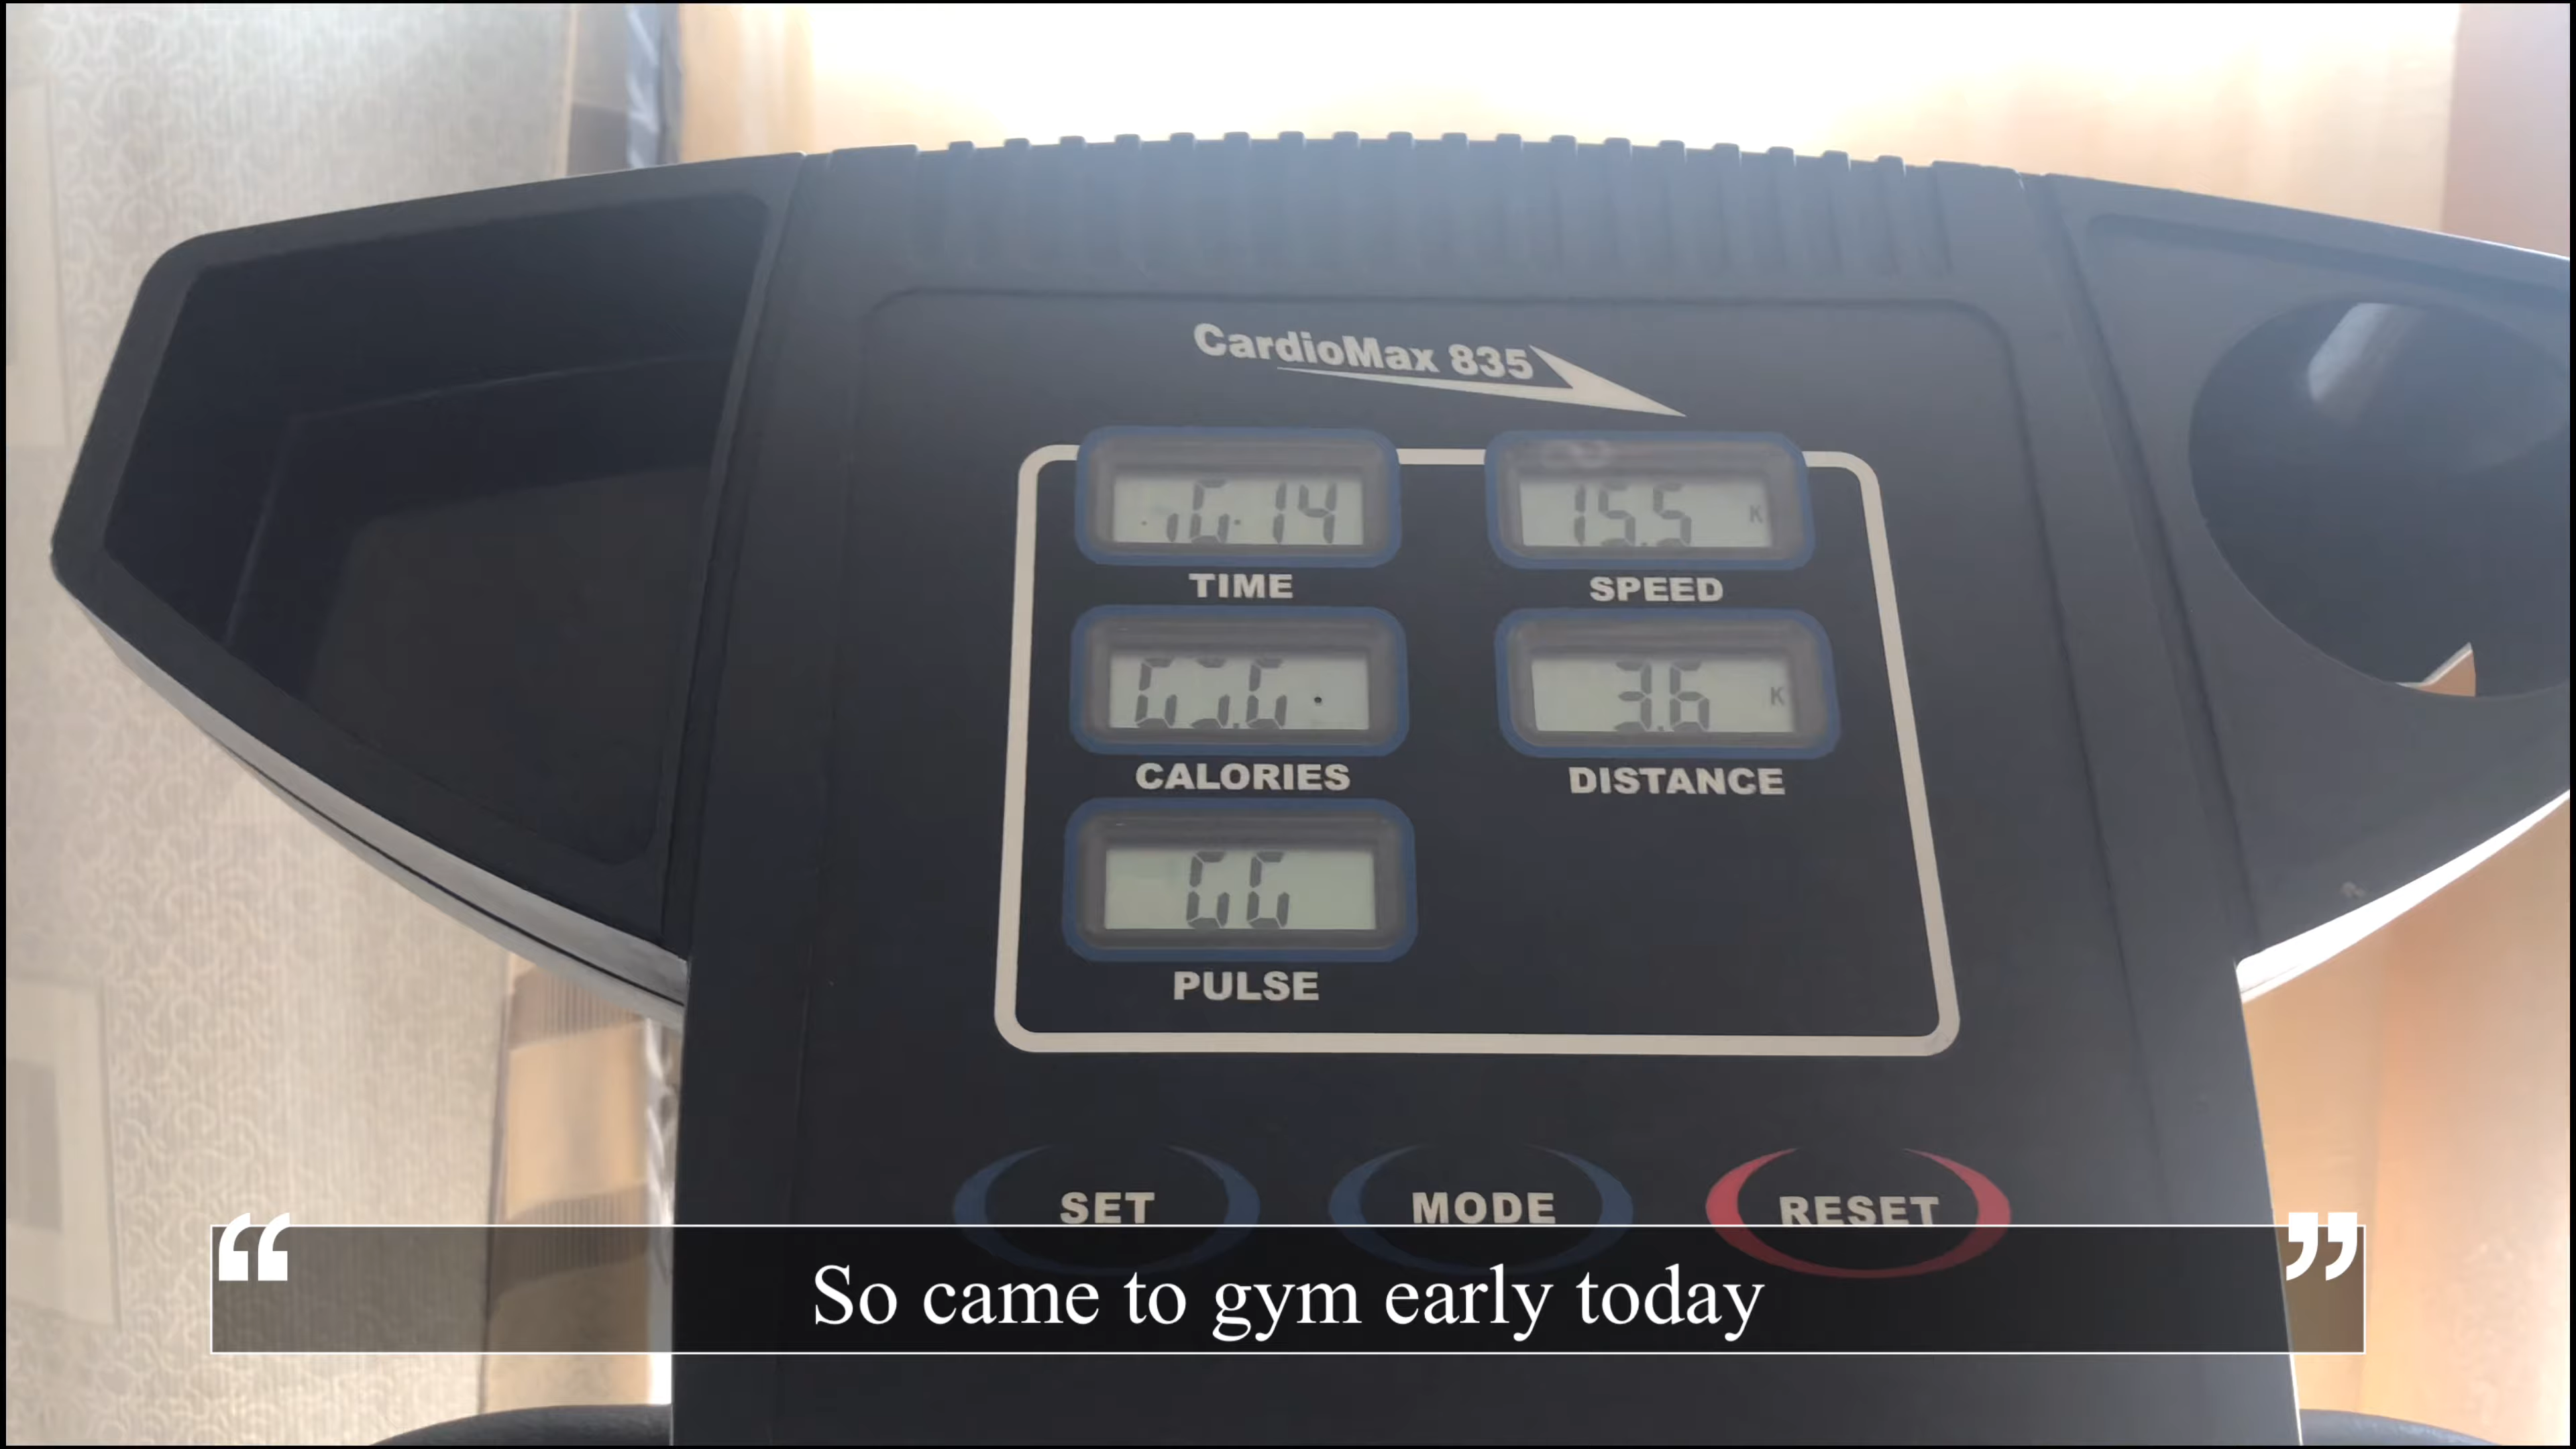 CardioMax 835
14
15.5 K
TIME
SPEED
3.6 K
CALORIES
DISTANCE
PULSE
SET
MODE
RESET
“ So came to gym early today ”